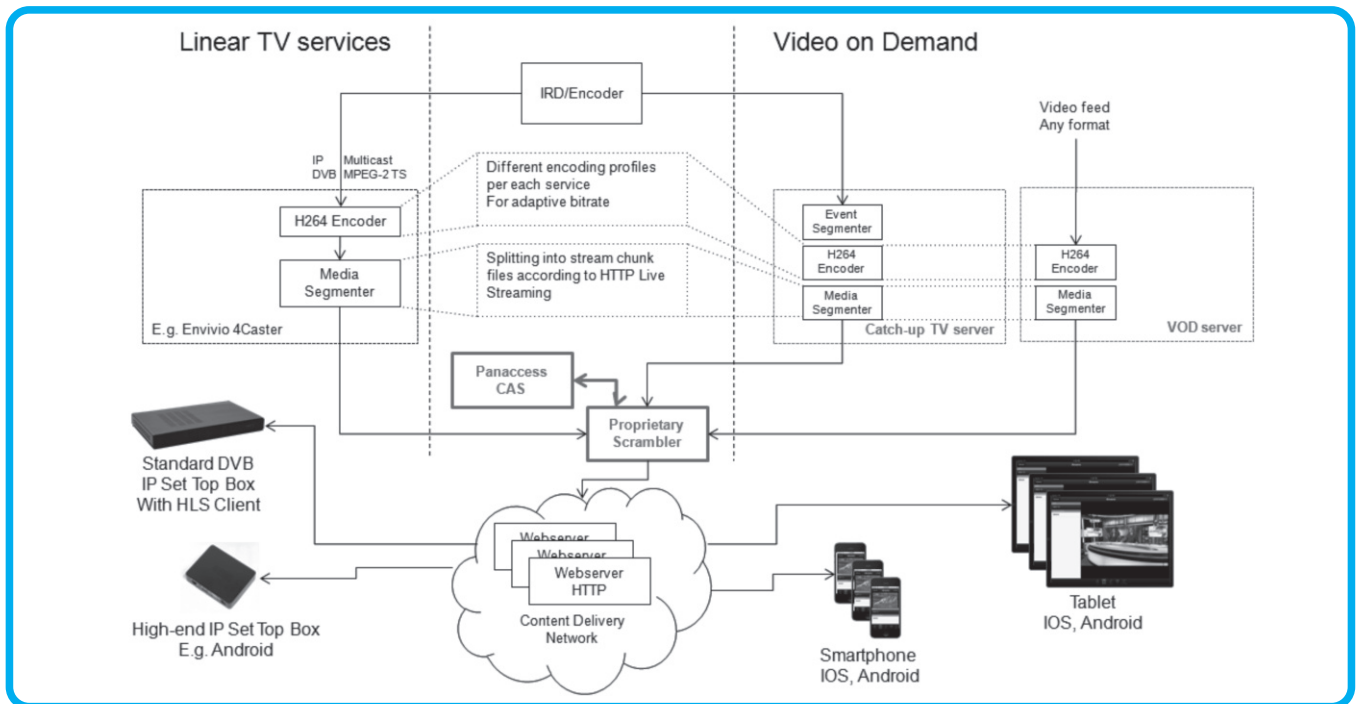 Linear TV services
Video on Demand
IRD/Encoder
Video feed
Any format
IP Multicast
DVB MPEG-2 TS
Different encoding profiles
per each service
For adaptive bitrate
H264 Encoder
Media
Segmenter
E.g. Envivio 4Caster
Splitting into stream chunk
files according to HTTP Live
Streaming
Event
Segmenter
H264
Encoder
Media
Segmenter
Catch-up TV server
H264
Encoder
Media
Segmenter
VOD server
Panaccess
CAS
Proprietary
Scrambler
Standard DVB
IP Set Top Box
With HLS Client
High-end IP Set Top Box
E.g. Android
Webserver
Webserver
Webserver
HTTP
Content Delivery
Network
Smartphone
IOS, Android
Tablet
IOS, Android